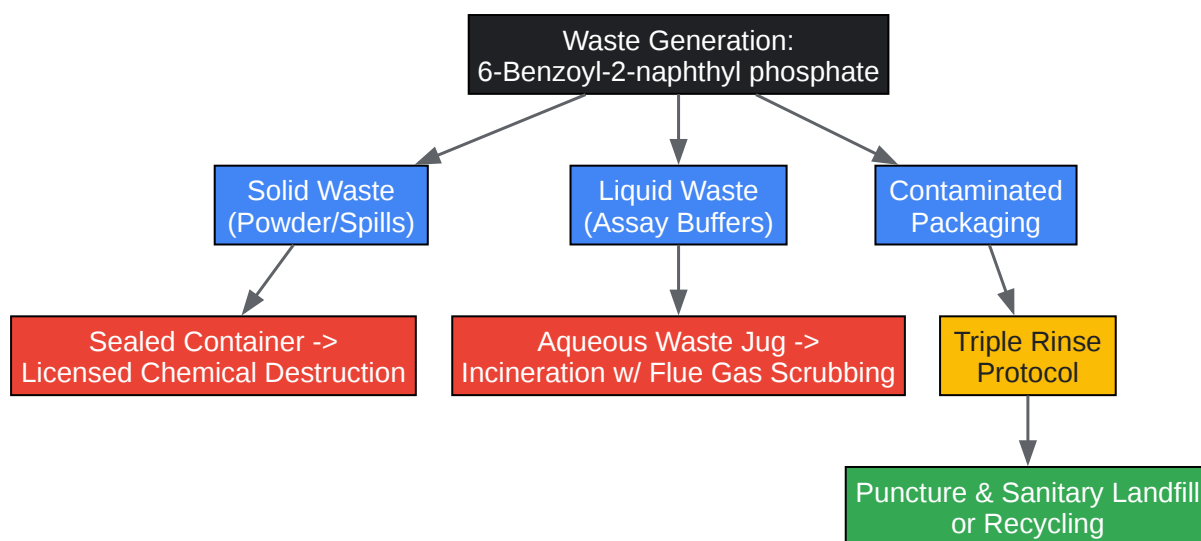 Waste Generation:
6-Benzoyl-2-naphthyl phosphate
Solid Waste
(Powder/Spills)
Liquid Waste
(Assay Buffers)
Contaminated
Packaging
Sealed Container ->
Licensed Chemical Destruction
Aqueous Waste Jug ->
Incineration w/ Flue Gas Scrubbing
Triple Rinse
Protocol
Puncture & Sanitary Landfill
or Recycling